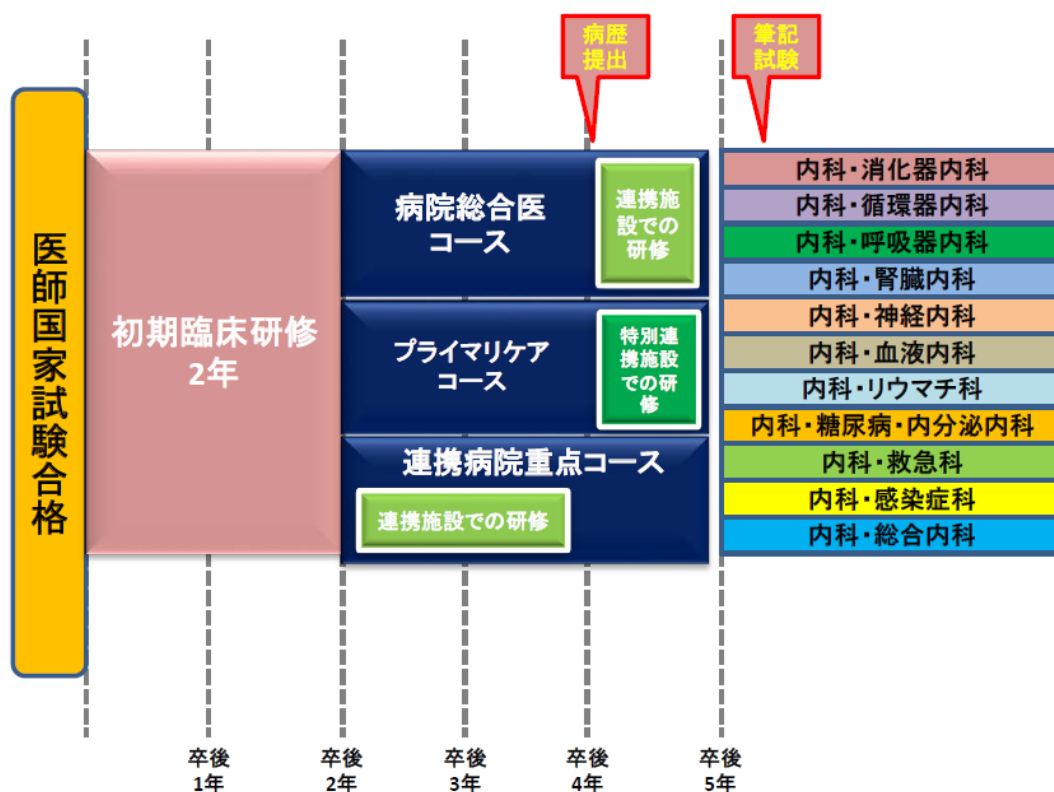 病歴
提出
筆記
試験
医師国家試験合格
初期臨床研修
2年
病院総合医
コース
連携施
設での
研修
プライマリケア
コース
特別連
携施設
での研
修
連携病院重点コース
連携施設での研修
内科・消化器内科
内科・循環器内科
内科・呼吸器内科
内科・腎臓内科
内科・神経内科
内科・血液内科
内科・リウマチ科
内科・糖尿病・内分泌内科
内科・救急科
内科・感染症科
内科・総合内科
卒後
1年
卒後
2年
卒後
3年
卒後
4年
卒後
5年